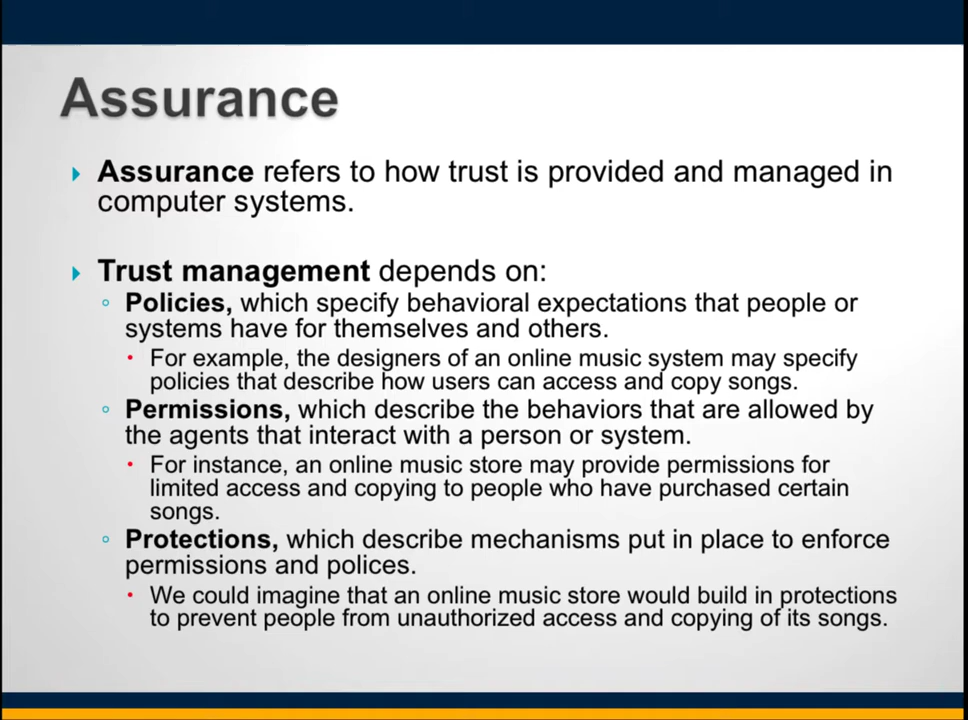 Assurance
Assurance refers to how trust is provided and managed in
computer systems.
Trust management depends on:
Policies, which specify behavioral expectations that people or
systems have for themselves and others.
For example, the designers of an online music system may specify
policies that describe how users can access and copy songs.
Permissions, which describe the behaviors that are allowed by
the agents that interact with a person or system.
For instance, an online music store may provide permissions for
limited access and copying to people who have purchased certain
songs.
Protections, which describe mechanisms put in place to enforce
permissions and polices.
We could imagine that an online music store would build in protections
to prevent people from unauthorized access and copying of its songs.